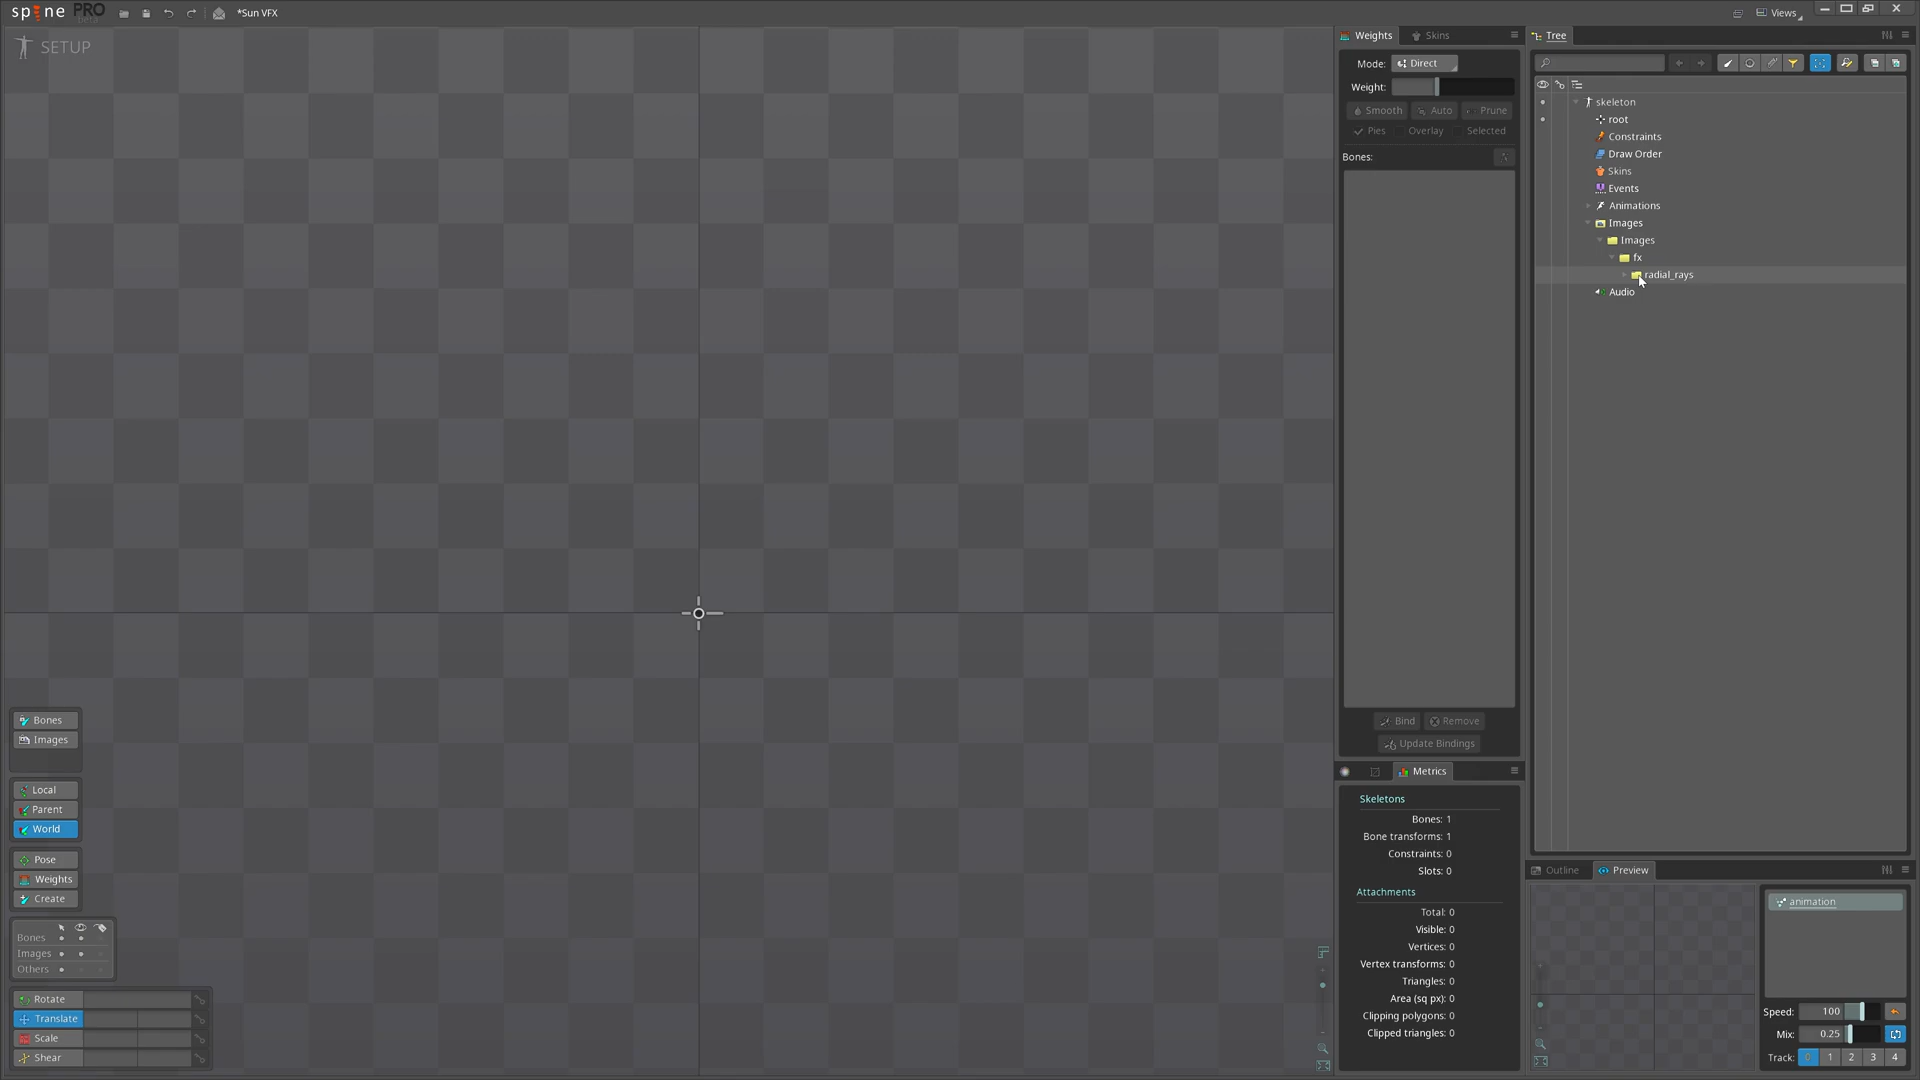 spine PRO
beta
*Sun VFX
Views
SETUP
Weights
Skins
Mode:
Direct
Weight:
Smooth
Auto
Prune
Pies
Overlay
Selected
Bones:
Bind
Remove
Update Bindings
Metrics
Skeletons
Bones: 1
Bone transforms: 1
Constraints: 0
Slots: 0
Attachments
Total: 0
Visible: 0
Vertices: 0
Vertex transforms: 0
Triangles: 0
Area (sq px): 0
Clipping polygons: 0
Clipped triangles: 0
Tree
skeleton
root
Constraints
Draw Order
Skins
Events
Animations
Images
Images
fx
radial_rays
Audio
Outline
Preview
animation
Speed: 100
Mix: 0.25
Track: 0 1 2 3 4
Bones
Images
Local
Parent
World
Pose
Weights
Create
Bones
Images
Others
Rotate
Translate
Scale
Shear